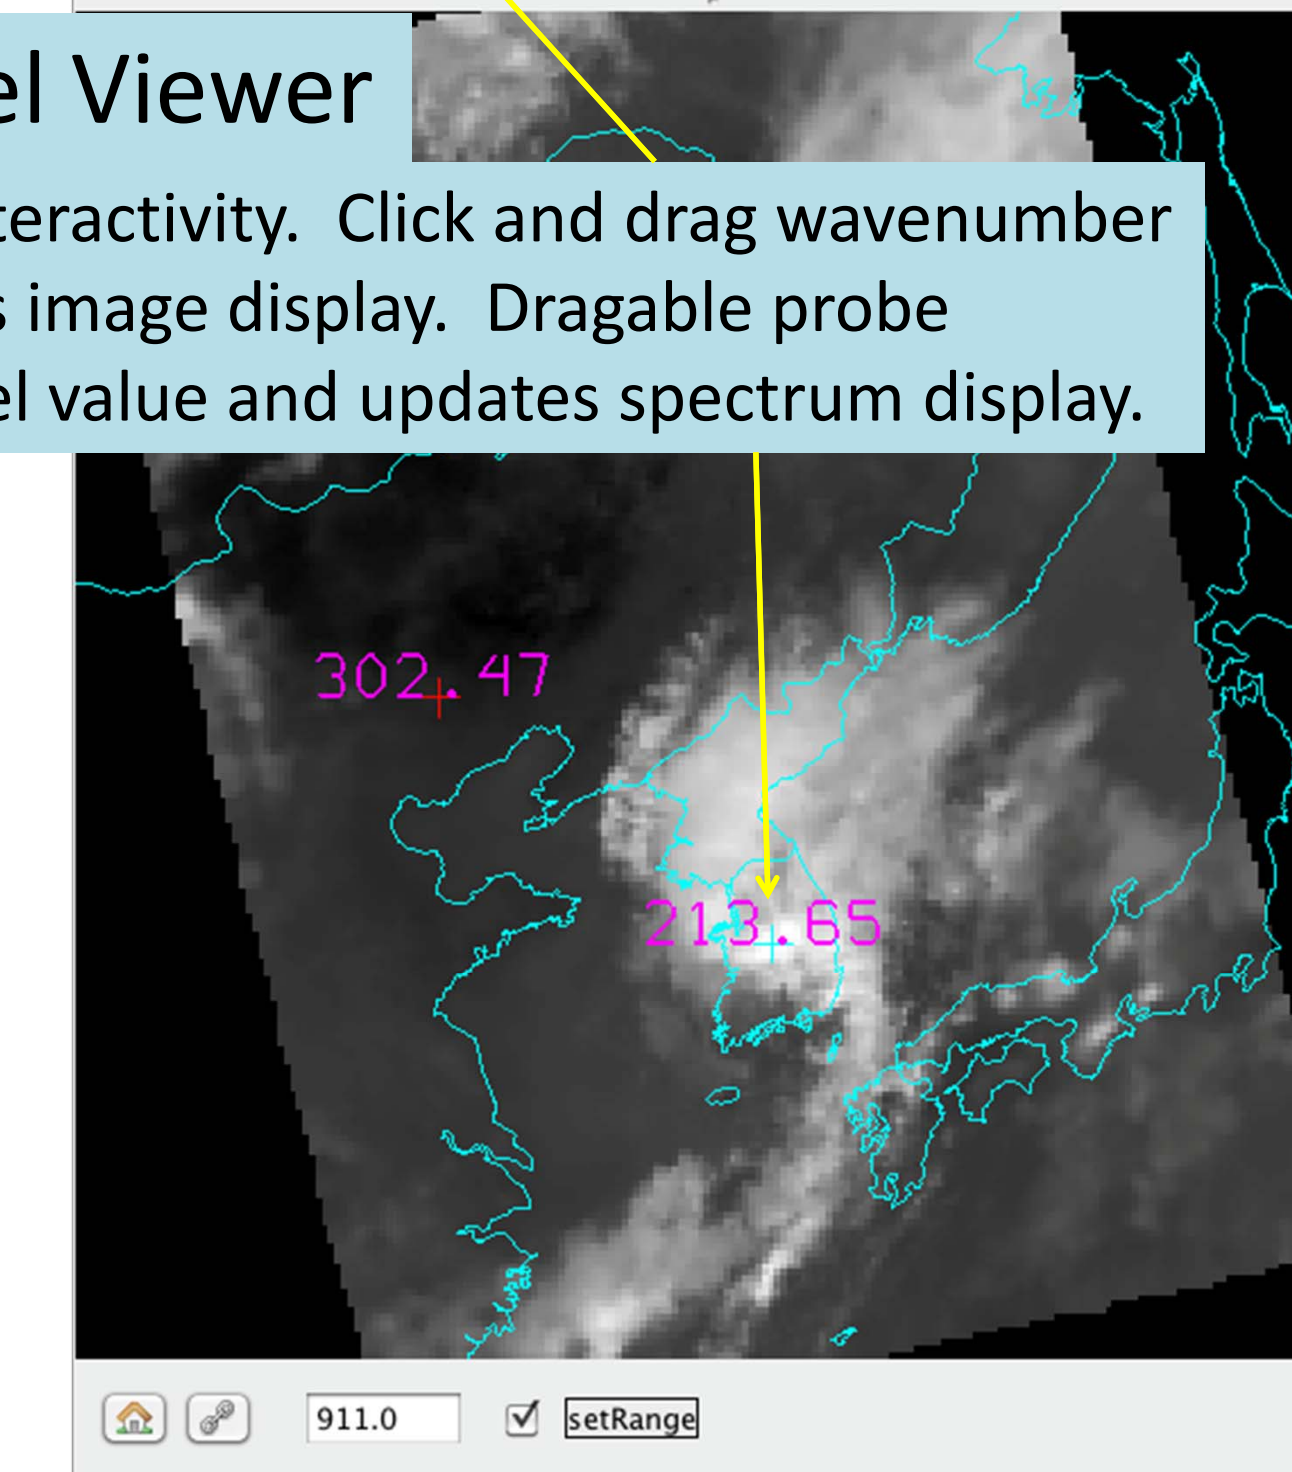 el Viewer
teractivity.  Click and drag wavenumber
s image display.  Dragable probe
el value and updates spectrum display.
302.47
213.65
911.0
setRange